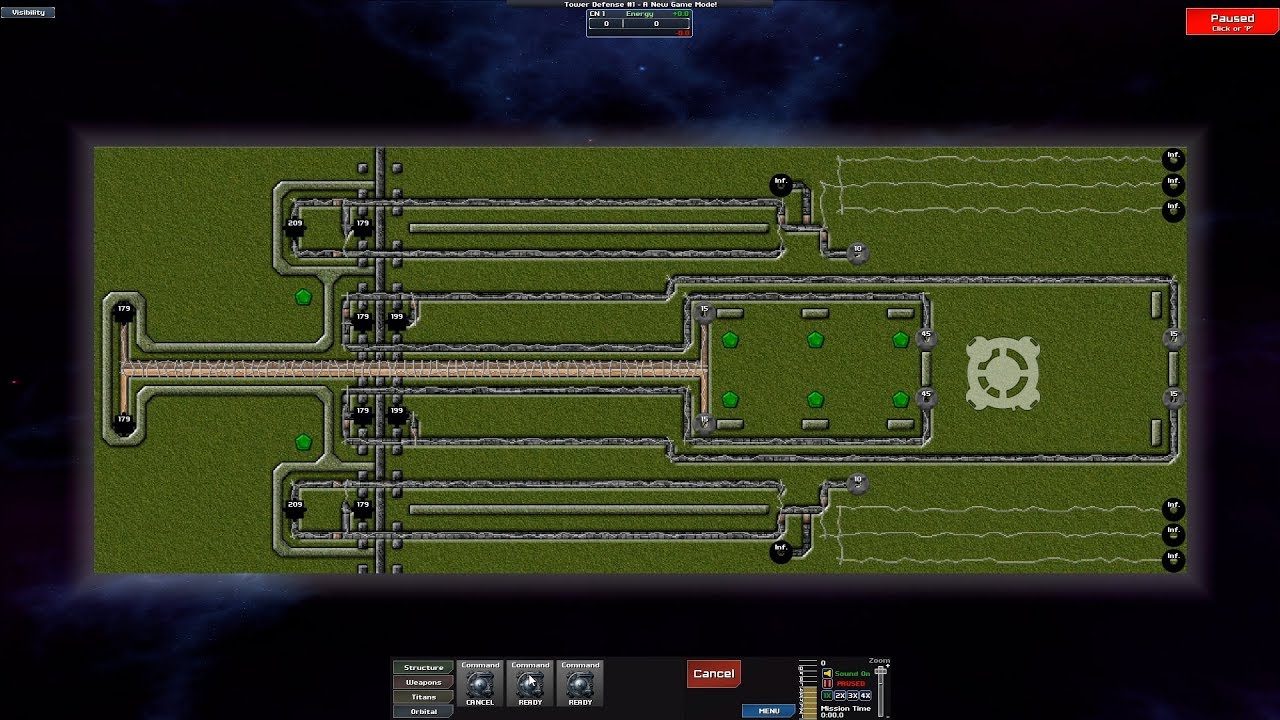 Visibility
Tower Defense #1 - A New Game Mode!
CN 1 Energy +0.0
0 0
-0.0
Paused
Click or "P"
Inf.
Inf.
Inf.
Inf.
209
179
10
179
179
199
15
45
15
45
15
15
179
179
199
209
179
10
Inf.
Inf.
Inf.
Inf.
Structure
Weapons
Titans
Orbital
Command
CANCEL
Command
READY
Command
READY
Cancel
MENU
0
Sound On
PAUSED
1X 2X 3X 4X
Mission Time
0:00.0
Zoom